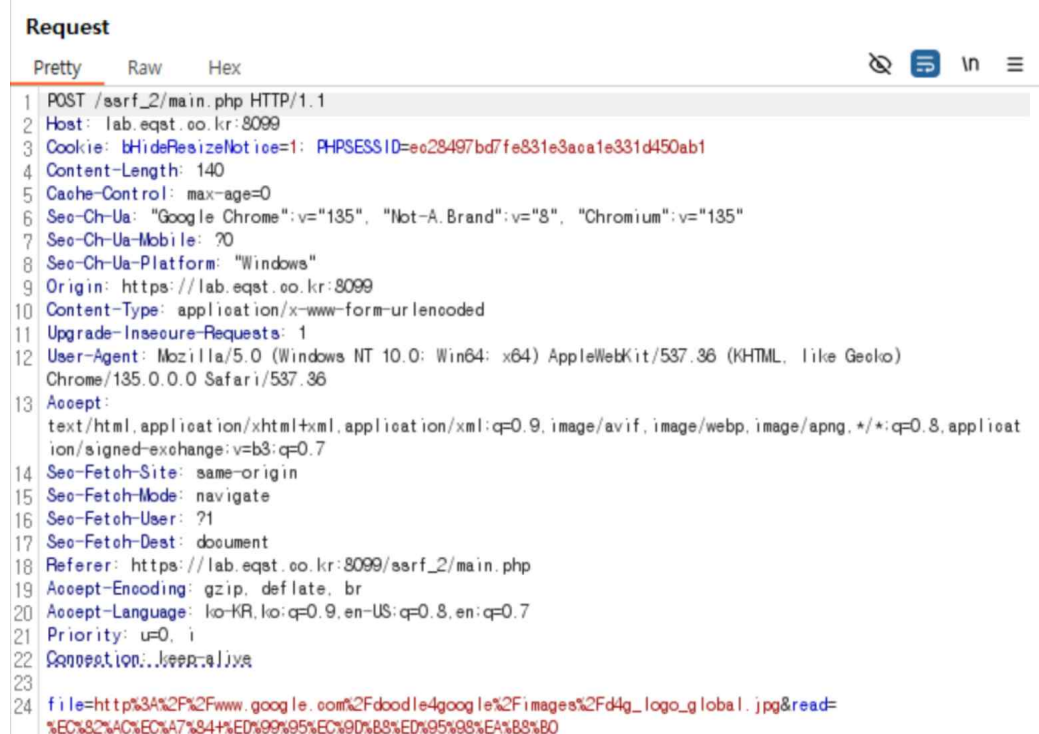 Request
Pretty Raw Hex \n
1 POST /ssrf_2/main.php HTTP/1.1
2 Host: lab.eqst.co.kr:8099
3 Cookie: bHideResizeNotice=1; PHPSESSID=ec28497bd7fe831e3aca1e331d450ab1
4 Content-Length: 140
5 Cache-Control: max-age=0
6 Sec-Ch-Ua: "Google Chrome";v="135", "Not-A.Brand";v="8", "Chromium";v="135"
7 Sec-Ch-Ua-Mobile: ?0
8 Sec-Ch-Ua-Platform: "Windows"
9 Origin: https://lab.eqst.co.kr:8099
10 Content-Type: application/x-www-form-urlencoded
11 Upgrade-Insecure-Requests: 1
12 User-Agent: Mozilla/5.0 (Windows NT 10.0; Win64; x64) AppleWebKit/537.36 (KHTML, like Gecko)
Chrome/135.0.0.0 Safari/537.36
13 Accept:
text/html,application/xhtml+xml,application/xml;q=0.9,image/avif,image/webp,image/apng,*/*;q=0.8,applicat
ion/signed-exchange;v=b3;q=0.7
14 Sec-Fetch-Site: same-origin
15 Sec-Fetch-Mode: navigate
16 Sec-Fetch-User: ?1
17 Sec-Fetch-Dest: document
18 Referer: https://lab.eqst.co.kr:8099/ssrf_2/main.php
19 Accept-Encoding: gzip, deflate, br
20 Accept-Language: ko-KR,ko;q=0.9,en-US;q=0.8,en;q=0.7
21 Priority: u=0, i
22 Connection: keep-alive
23
24 file=http%3A%2F%2Fwww.google.com%2Fdoodle4google%2Fimages%2Fd4g_logo_global.jpg&read=
%EC%82%AC%EC%A7%84+%ED%99%95%EC%9D%B8%ED%95%98%EA%B8%B0